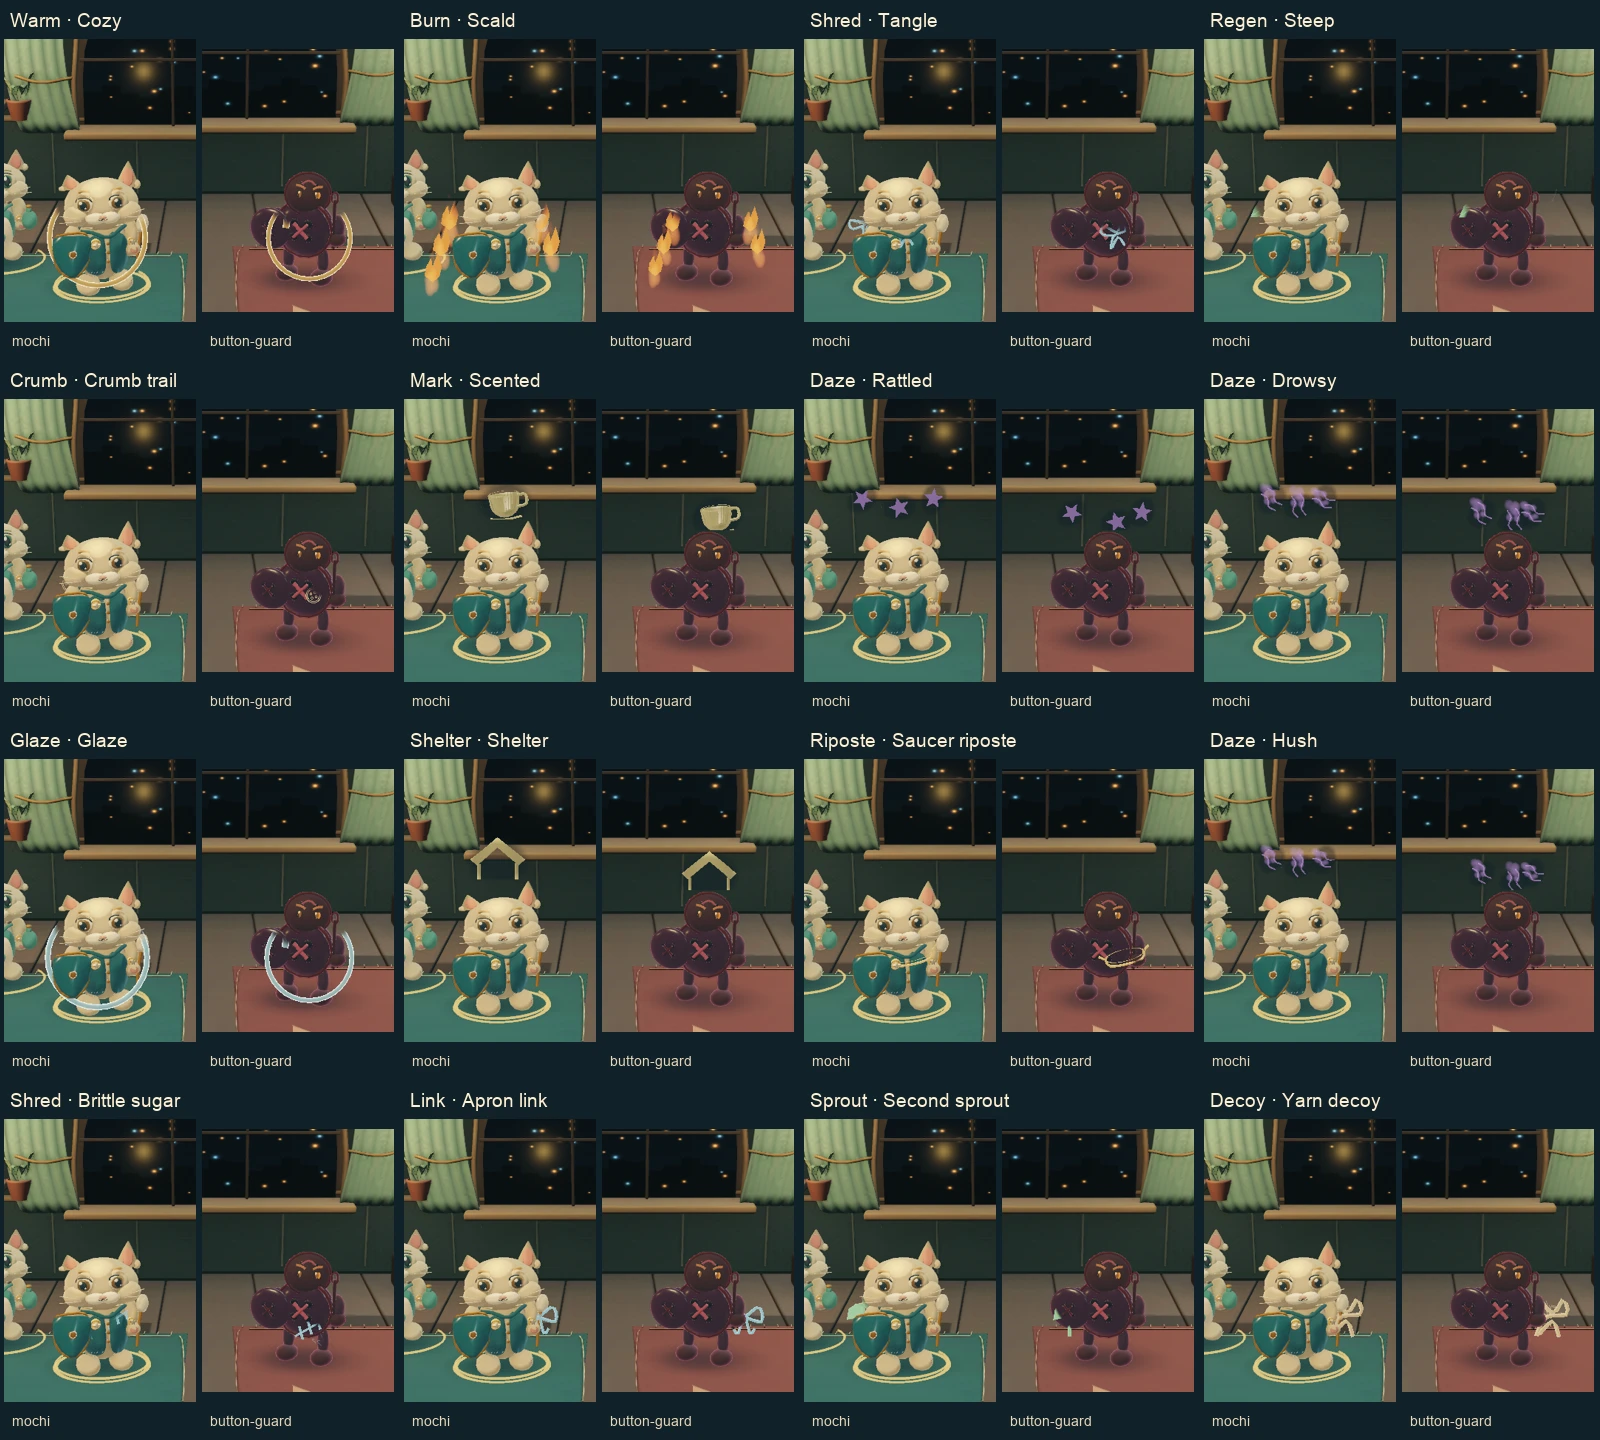 Warm · Cozy
Burn · Scald
Shred · Tangle
Regen · Steep
mochi
button-guard
mochi
button-guard
mochi
button-guard
mochi
button-guard
Crumb · Crumb trail
Mark · Scented
Daze · Rattled
Daze · Drowsy
mochi
button-guard
mochi
button-guard
mochi
button-guard
mochi
button-guard
Glaze · Glaze
Shelter · Shelter
Riposte · Saucer riposte
Daze · Hush
mochi
button-guard
mochi
button-guard
mochi
button-guard
mochi
button-guard
Shred · Brittle sugar
Link · Apron link
Sprout · Second sprout
Decoy · Yarn decoy
mochi
button-guard
mochi
button-guard
mochi
button-guard
mochi
button-guard